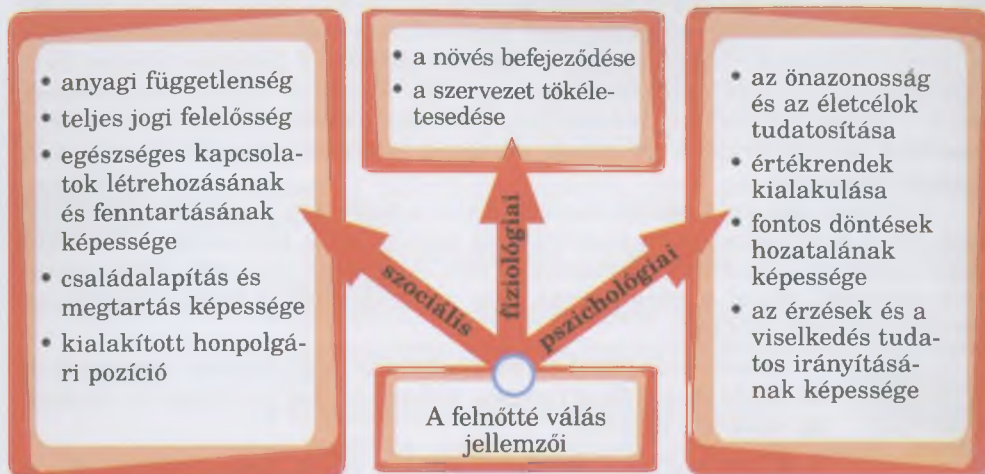 • anyagi függetlenség
• teljes jogi felelősség
• egészséges kapcsola-
tok létrehozásának
és fenntartásának
képessége
• családalapítás és
megtartás képessége
• kialakított honpolgá-
ri pozíció
• a növés befejeződése
• a szervezet tökéle-
tesedése
• az önazonosság
és az életcélok
tudatosítása
• értékrendek
kialakulása
• fontos döntések
hozatalának
képessége
• az érzések és a
viselkedés tuda-
tos irányításá-
nak képessége
szociális
fiziológiai
pszichológiai
A felnőtté válás
jellemzői